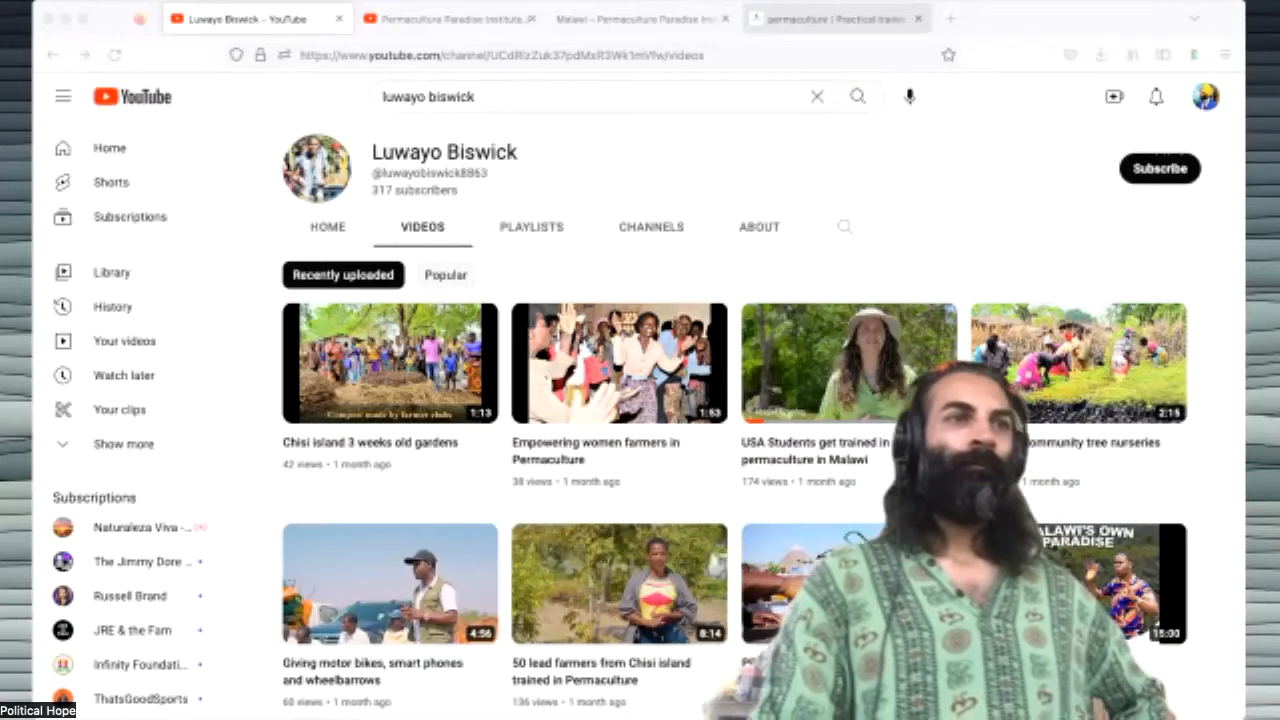 Luwayo Biswick - YouTube
Permaculture Paradise Institute
Malawi - Permaculture Paradise Ins
permaculture | Practical trainin
https://www.youtube.com/channel/
YouTube
luwayo biswick
Home
Shorts
Subscriptions
Library
History
Your videos
Watch later
Your clips
Show more
Subscriptions
Naturaleza Viva -...
The Jimmy Dore ...
Russell Brand
JRE & the Fam
Infinity Foundati...
ThatsGoodSports
Luwayo Biswick
@luwayobiswick8863
317 subscribers
Subscribe
HOME
VIDEOS
PLAYLISTS
CHANNELS
ABOUT
Recently uploaded
Popular
Compost made by farmer clubs
1:13
Chisi island 3 weeks old gardens
42 views • 1 month ago
1:53
Empowering women farmers in
Permaculture
38 views • 1 month ago
USA Students get trained in
permaculture in Malawi
174 views • 1 month ago
2:15
ommunity tree nurseries
1 month ago
4:56
Giving motor bikes, smart phones
and wheelbarrows
68 views • 1 month ago
8:14
50 lead farmers from Chisi island
trained in Permaculture
136 views • 1 month ago
ALAWI'S OWN
PARADISE
15:00
Political Hope